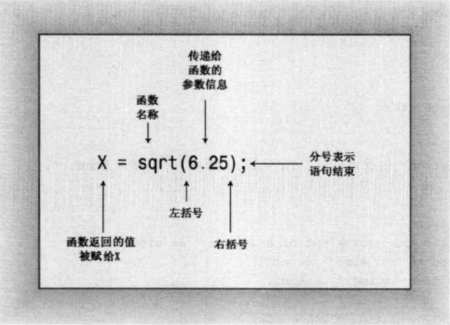 传递给
函数的
参数信息
函数
名称
X = sqrt(6.25);
分号表示
语句结束
左括号
右括号
函数返回的值
被赋给X